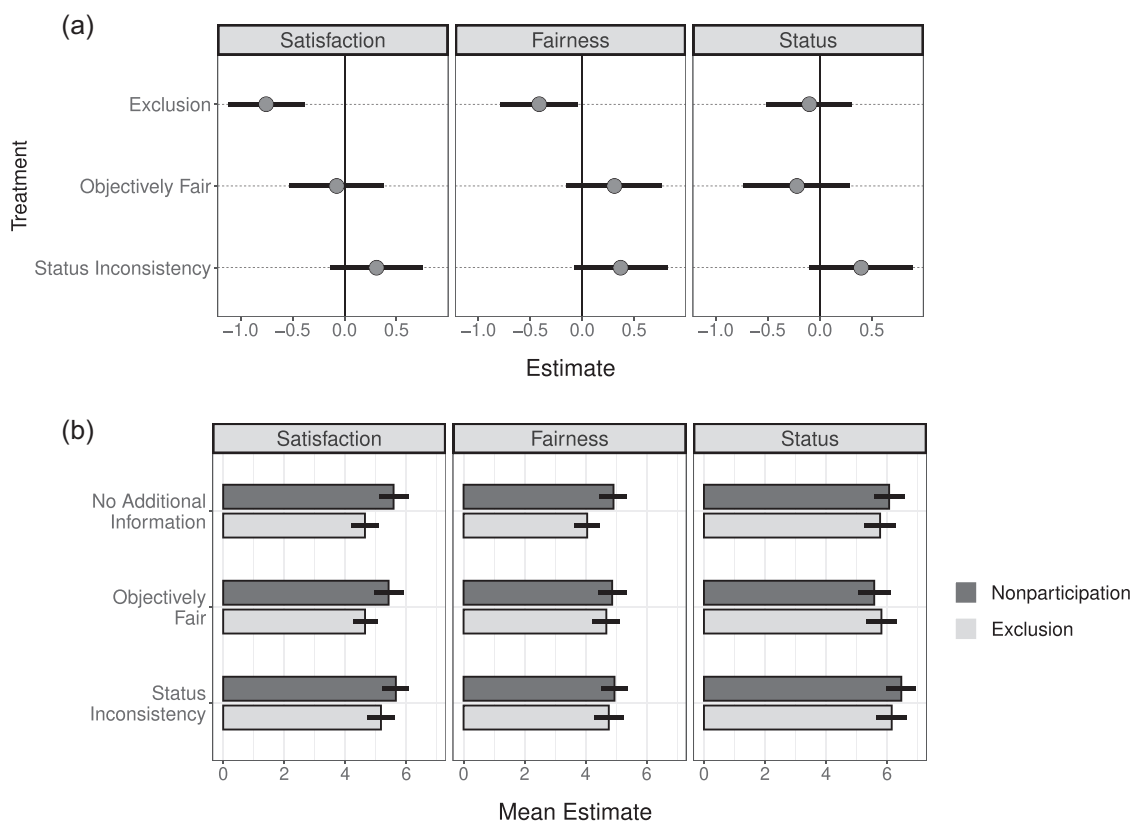 (a)
Satisfaction Fairness Status
Treatment
Exclusion
Objectively Fair
Status Inconsistency
−1.0 −0.5 0.0 0.5 −1.0 −0.5 0.0 0.5 −1.0 −0.5 0.0 0.5
Estimate
(b)
Satisfaction Fairness Status
No Additional
Information
Objectively
Fair
Status
Inconsistency
Nonparticipation
Exclusion
0 2 4 6 0 2 4 6 0 2 4 6
Mean Estimate